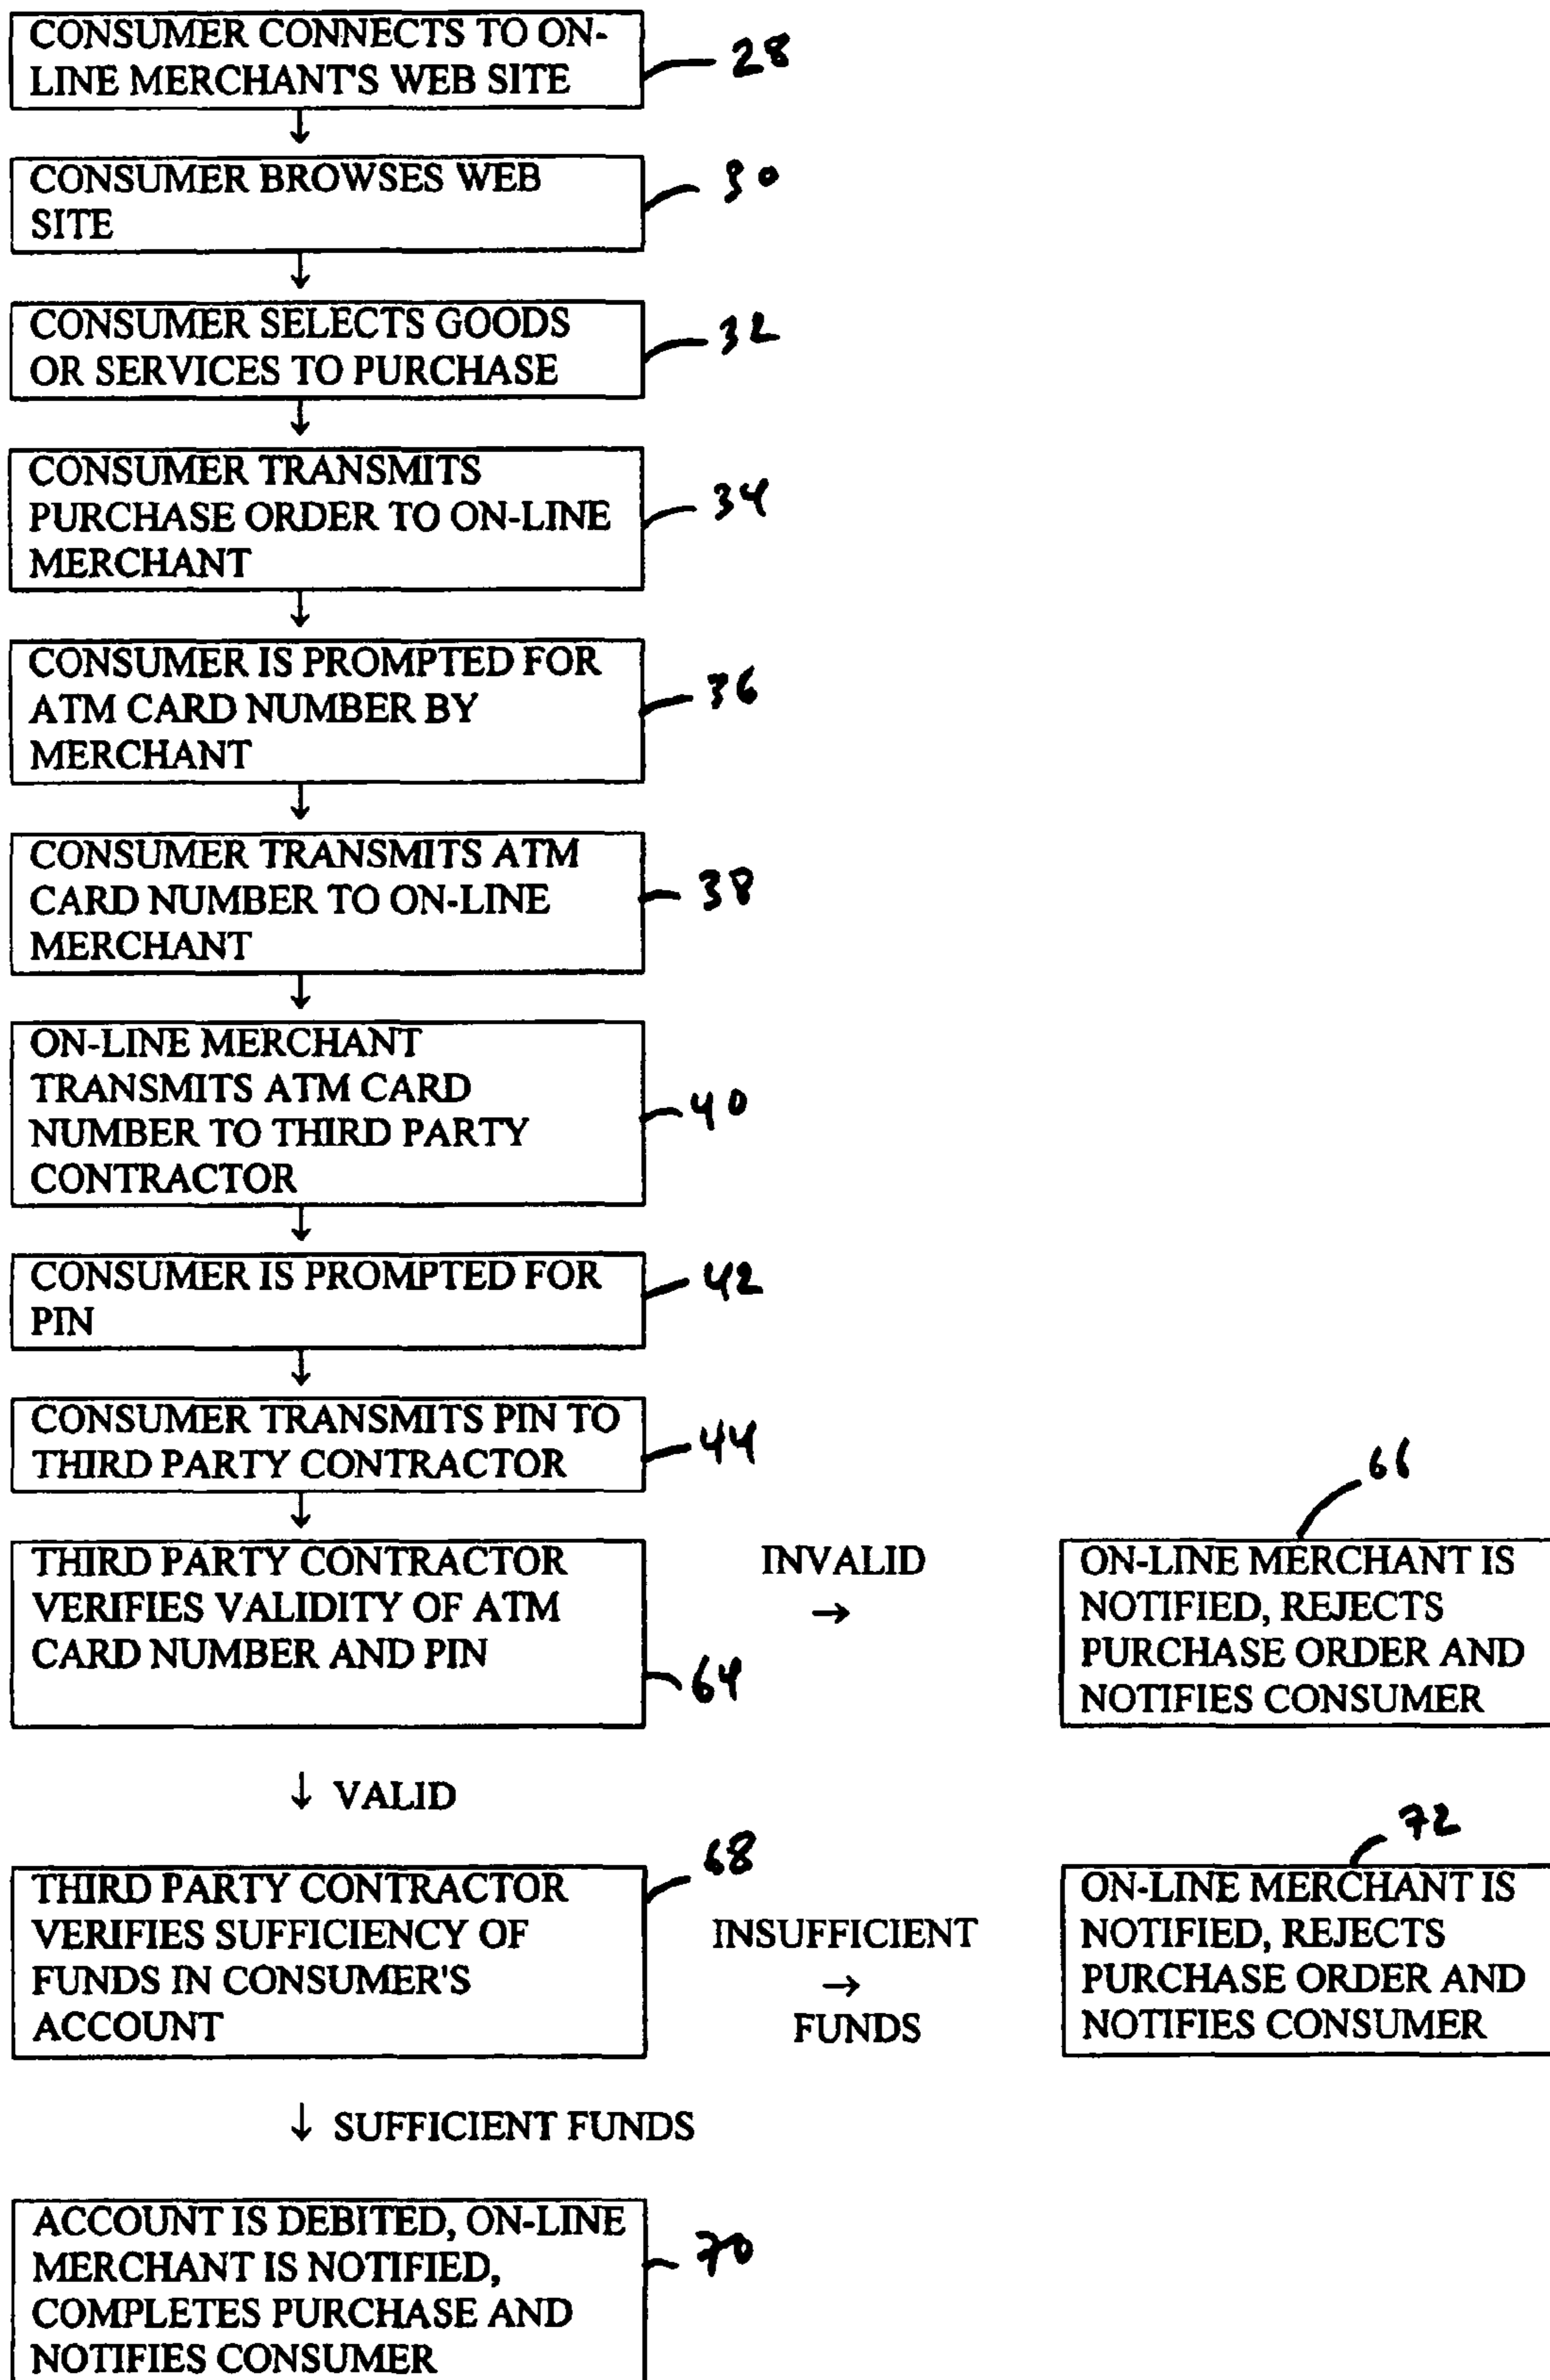 CONSUMER CONNECTS TO ON-
LINE MERCHANT'S WEB SITE
28
↓
CONSUMER BROWSES WEB
SITE
30
↓
CONSUMER SELECTS GOODS
OR SERVICES TO PURCHASE
32
↓
CONSUMER TRANSMITS
PURCHASE ORDER TO ON-LINE
MERCHANT
34
↓
CONSUMER IS PROMPTED FOR
ATM CARD NUMBER BY
MERCHANT
36
↓
CONSUMER TRANSMITS ATM
CARD NUMBER TO ON-LINE
MERCHANT
38
↓
ON-LINE MERCHANT
TRANSMITS ATM CARD
NUMBER TO THIRD PARTY
CONTRACTOR
40
↓
CONSUMER IS PROMPTED FOR
PIN
42
↓
CONSUMER TRANSMITS PIN TO
THIRD PARTY CONTRACTOR
44
↓
THIRD PARTY CONTRACTOR
VERIFIES VALIDITY OF ATM
CARD NUMBER AND PIN
64
INVALID
→
66
ON-LINE MERCHANT IS
NOTIFIED, REJECTS
PURCHASE ORDER AND
NOTIFIES CONSUMER
↓ VALID
THIRD PARTY CONTRACTOR
VERIFIES SUFFICIENCY OF
FUNDS IN CONSUMER'S
ACCOUNT
68
INSUFFICIENT
→
FUNDS
72
ON-LINE MERCHANT IS
NOTIFIED, REJECTS
PURCHASE ORDER AND
NOTIFIES CONSUMER
↓ SUFFICIENT FUNDS
ACCOUNT IS DEBITED, ON-LINE
MERCHANT IS NOTIFIED,
COMPLETES PURCHASE AND
NOTIFIES CONSUMER
70